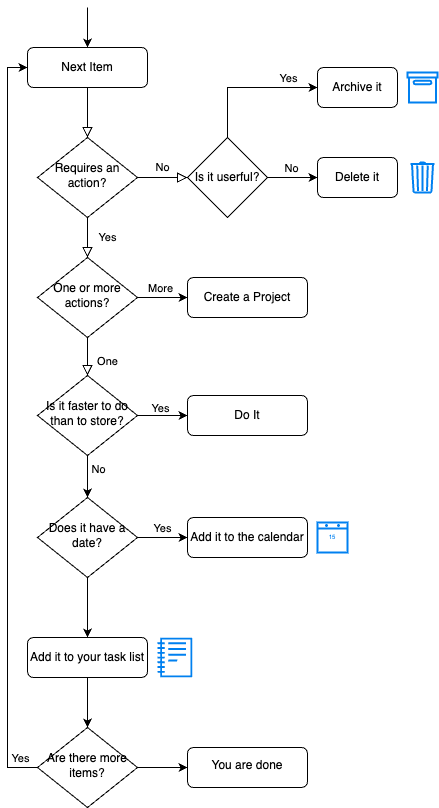 Next Item
Yes
Archive it
Requires an
action?
No
Is it userful?
No
Delete it
Yes
One or more
actions?
More
Create a Project
One
Is it faster to do
than to store?
Yes
Do It
No
Does it have a
date?
Yes
Add it to the calendar
15
Add it to your task list
Yes
Are there more
items?
You are done